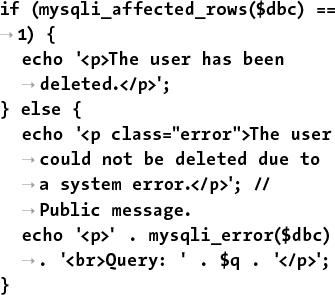 if (mysqli_affected_rows($dbc) ==
→ 1) {
echo '<p>The user has been
→ deleted.</p>';
} else {
echo '<p class="error">The user
→ could not be deleted due to
→ a system error.</p>'; //
→ Public message.
echo '<p>' . mysqli_error($dbc)
→ . '<br>Query: ' . $q . '</p>';
}